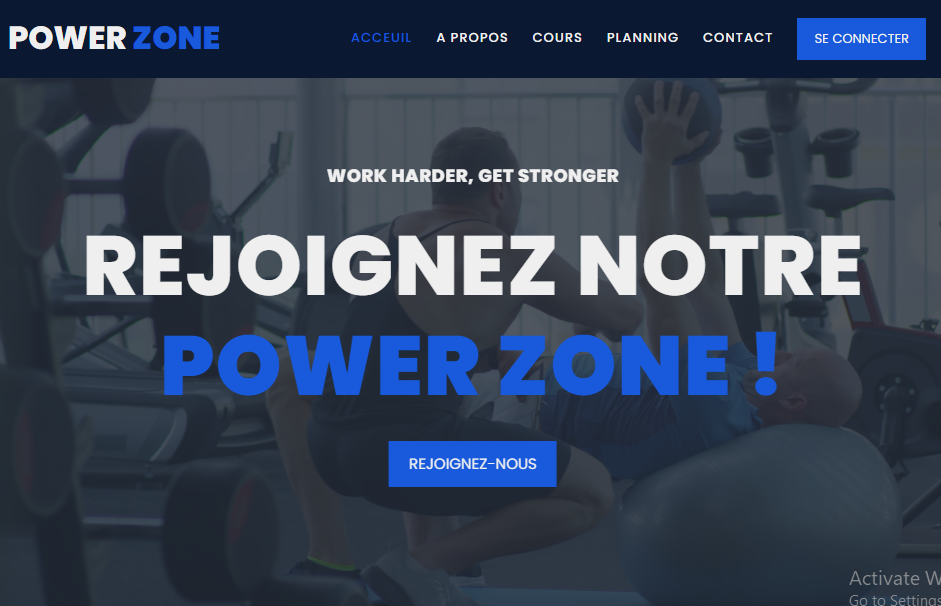 POWER ZONE
ACCEUIL A PROPOS COURS PLANNING CONTACT SE CONNECTER
WORK HARDER, GET STRONGER
REJOIGNEZ NOTRE
POWER ZONE !
REJOIGNEZ-NOUS
Activate W
Go to Settings